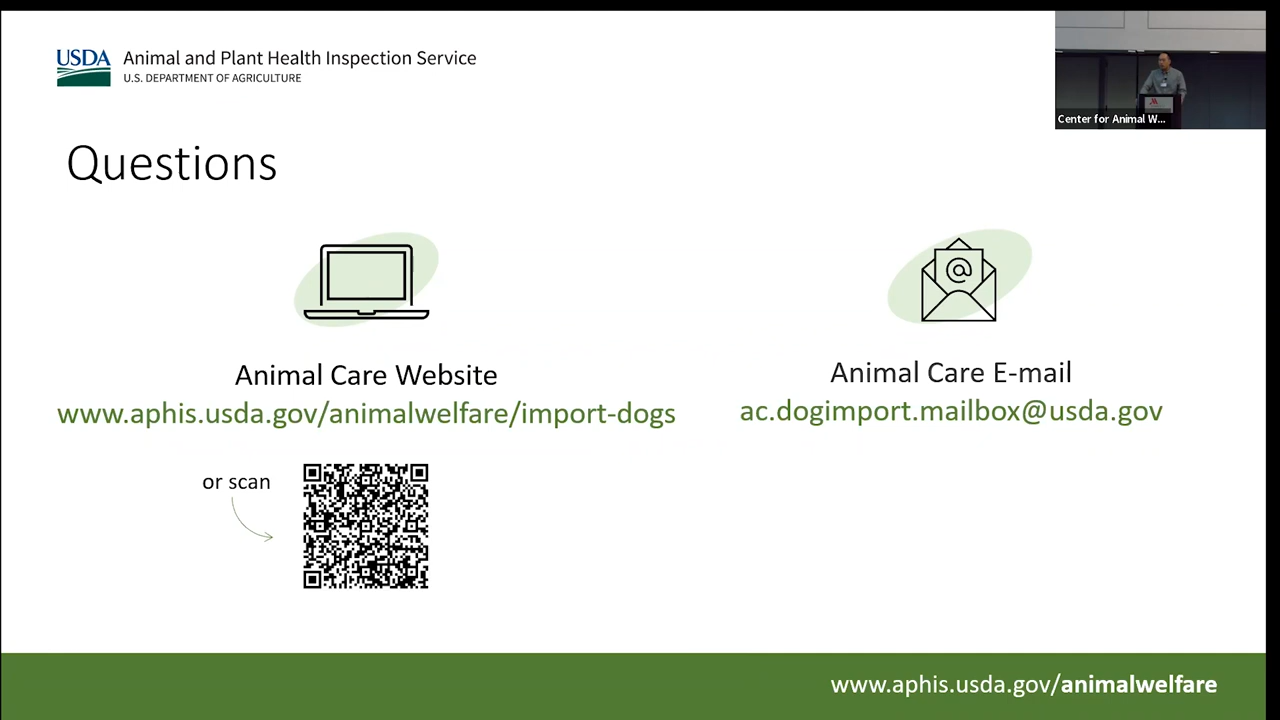 USDA
Animal and Plant Health Inspection Service
U.S. DEPARTMENT OF AGRICULTURE
Center for Animal W...
Questions
Animal Care Website
www.aphis.usda.gov/animalwelfare/import-dogs
or scan
Animal Care E-mail
ac.dogimport.mailbox@usda.gov
www.aphis.usda.gov/animalwelfare